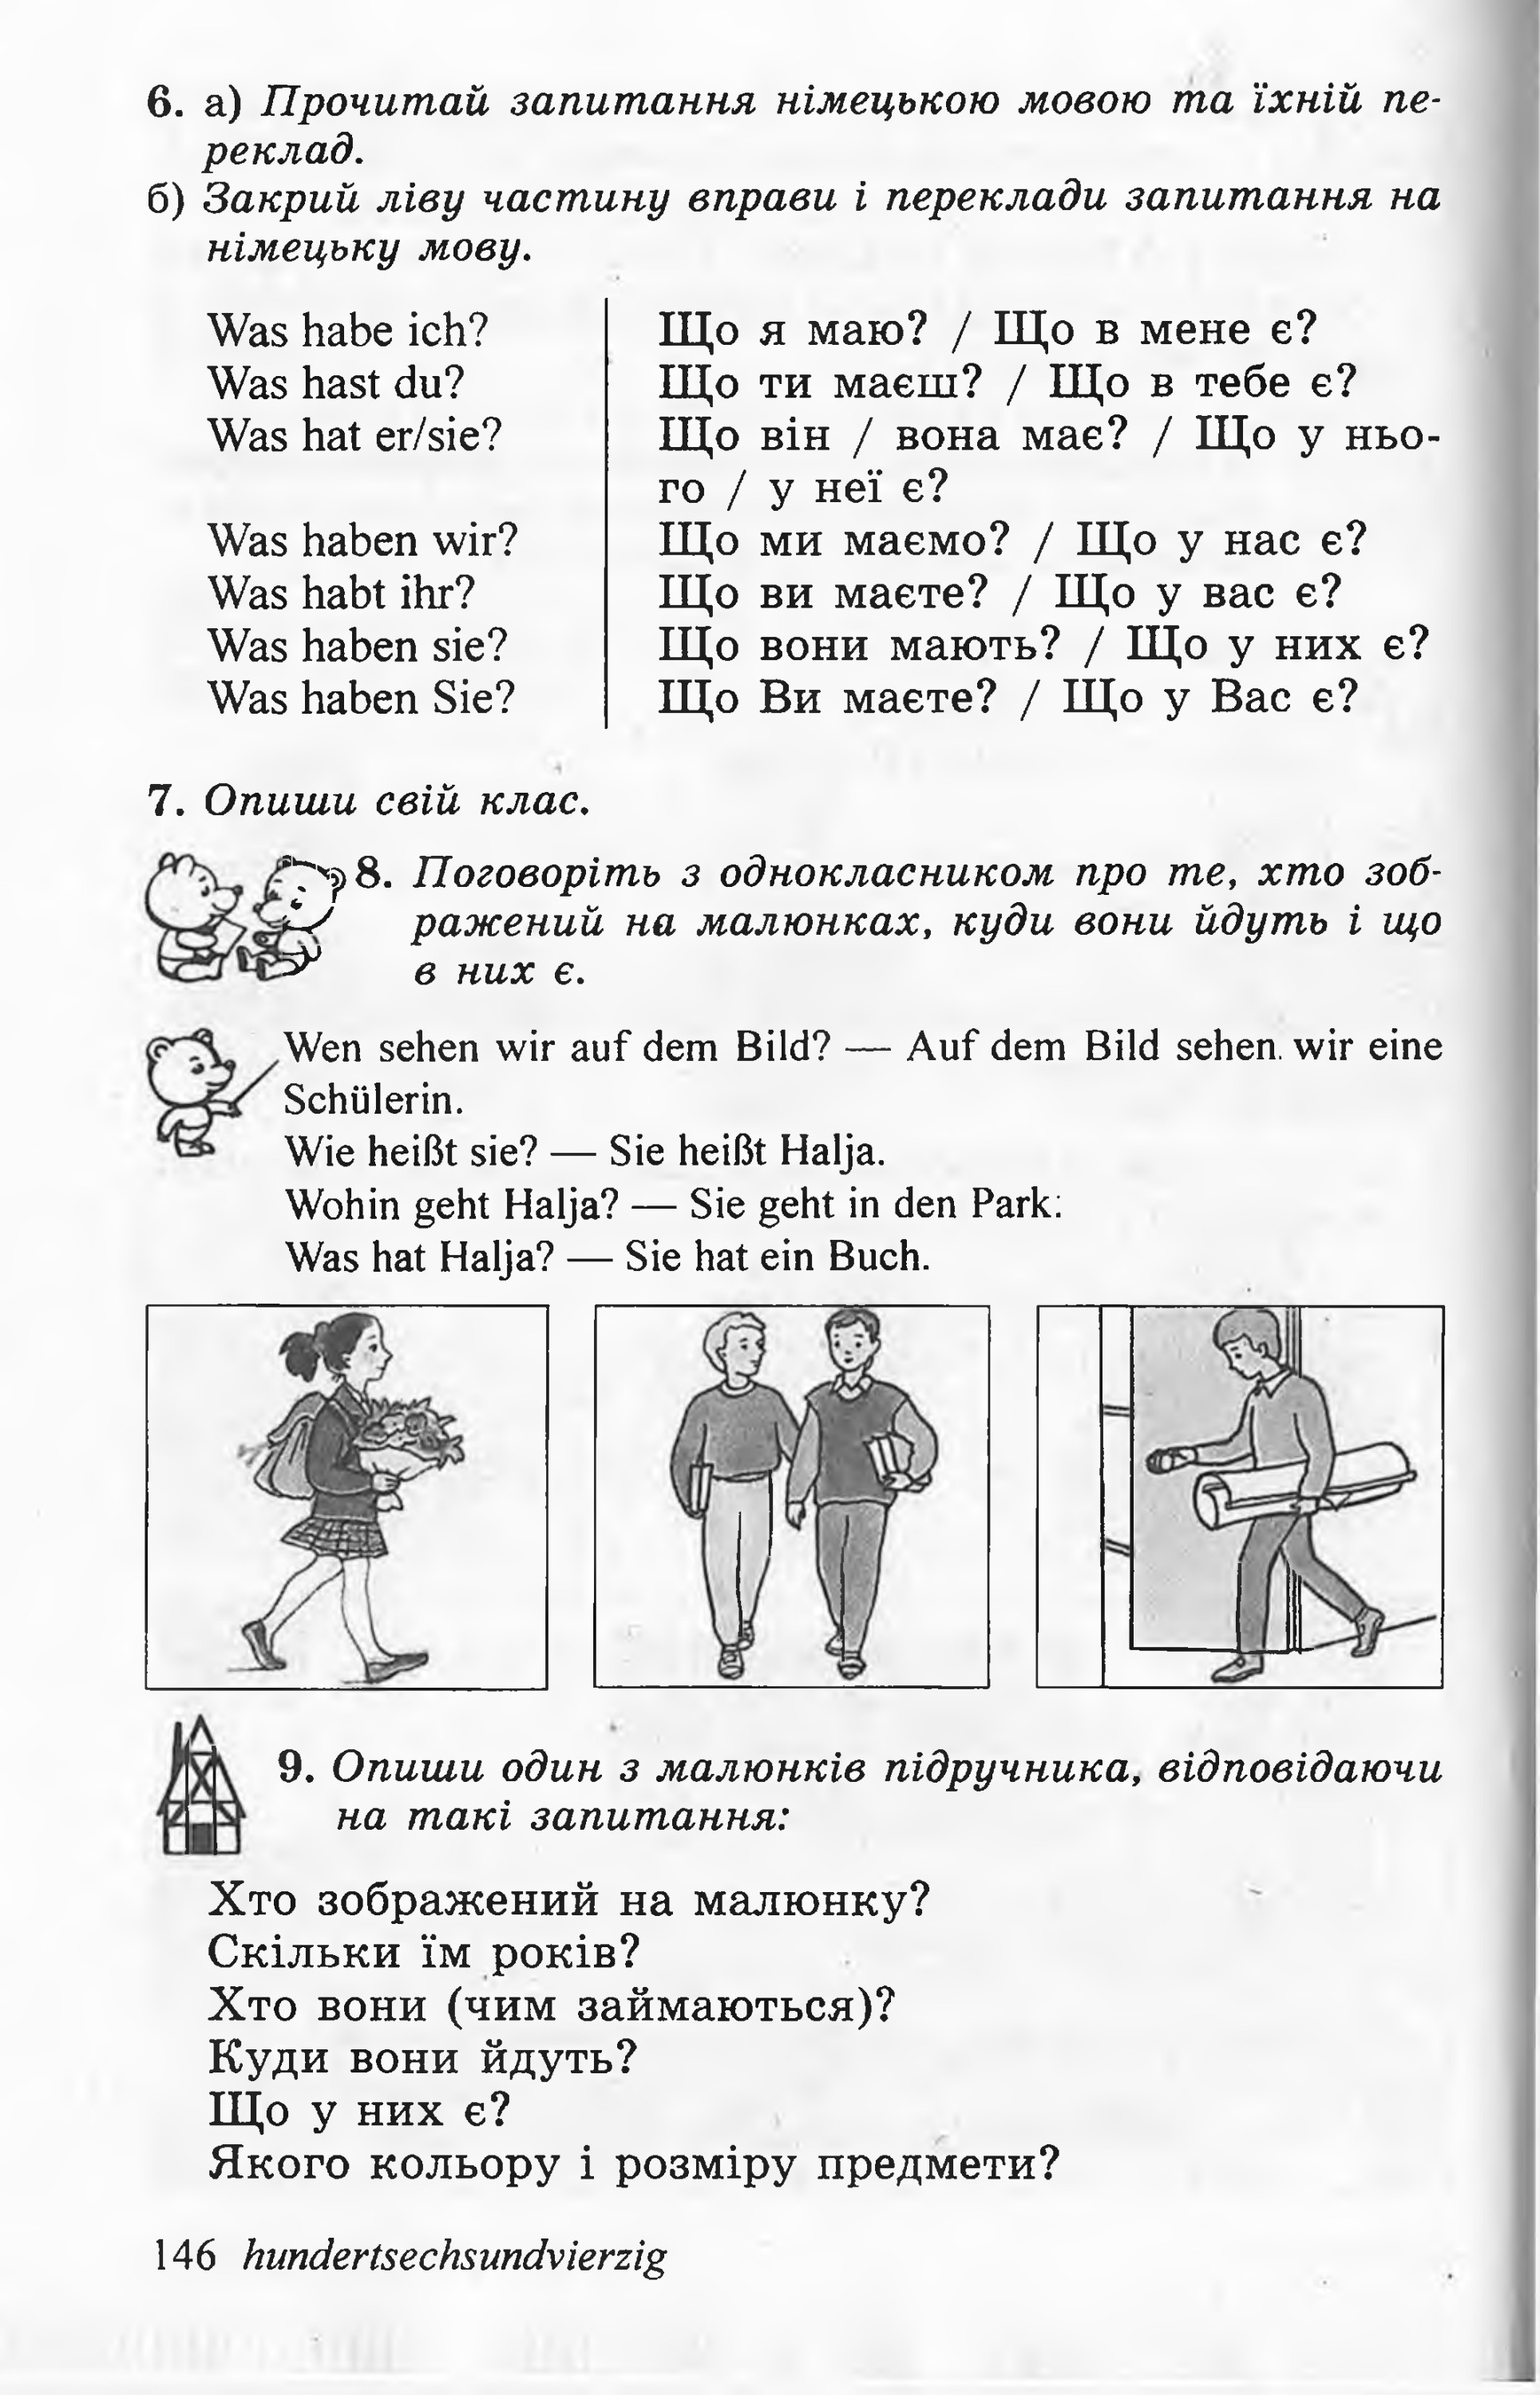 6. а) Прочитай запитання німецькою мовою та їхній пе-
реклад.
б) Закрий ліву частину вправи і переклади запитання на
німецьку мову.
Was habe ich?
Was hast du?
Was hat er/sie?
Was haben wir?
Was habt ihr?
Was haben sie?
Was haben Sie?
Що я маю? / Що в мене є?
Що ти маєш? / Що в тебе є?
Що він / вона має? / Що у ньо-
го / у неї є?
Що ми маємо? / Що у нас є?
Що ви маєте? / Що у вас є?
Що вони мають? / Що у них є?
Що Ви маєте? / Що у Вас є?
7. Опиши свій клас.
8. Поговоріть з однокласником про те, хто зоб-
ражений на малюнках, куди вони йдуть і що
в них є.
Wen sehen wir auf dem Bild? — Auf dem Bild sehen wir eine
Schülerin.
Wie heißt sie? — Sie heißt Halja.
Wohin geht Halja? — Sie geht in den Park.
Was hat Halja? — Sie hat ein Buch.
9. Опиши один з малюнків підручника, відповідаючи
на такі запитання:
Хто зображений на малюнку?
Скільки їм років?
Хто вони (чим займаються)?
Куди вони йдуть?
Що у них є?
Якого кольору і розміру предмети?
146 hundertsechsundvierzig